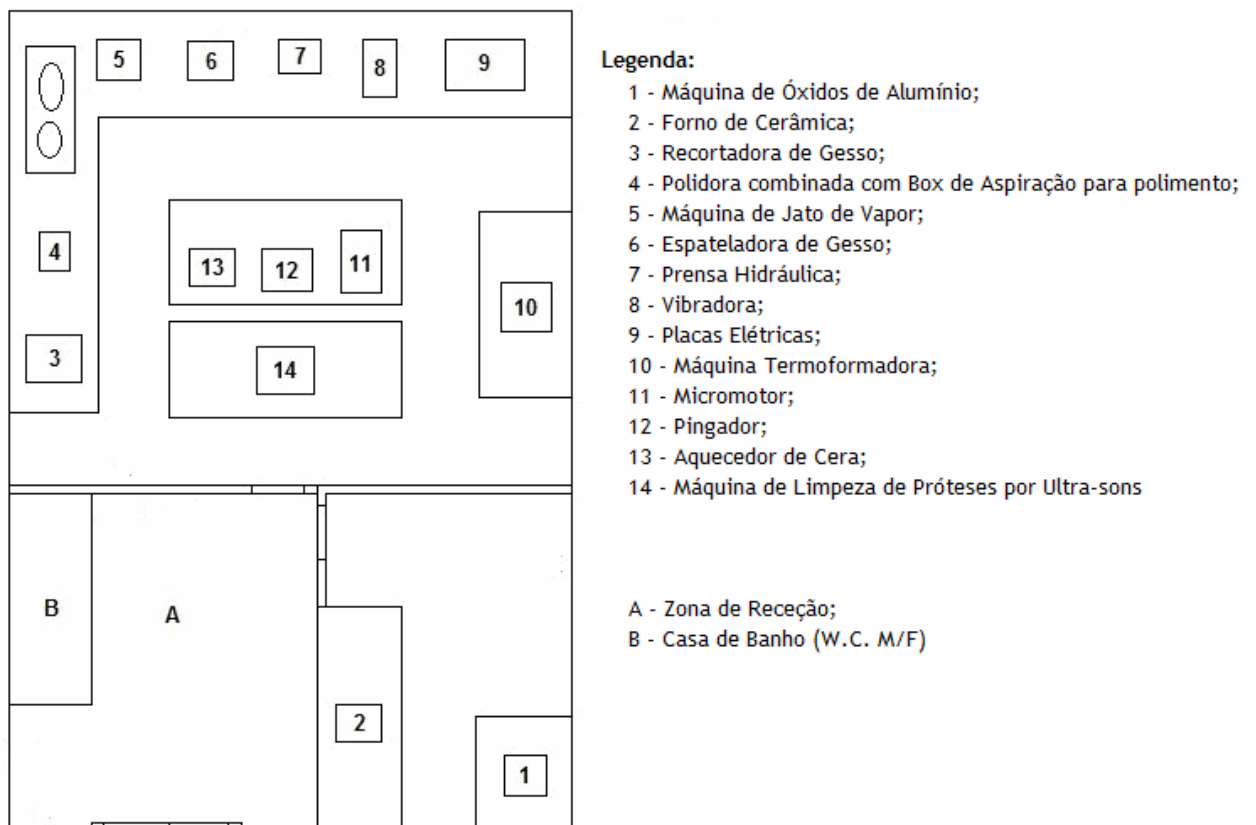 5 6 7 8 9
4 13 12 11 10
3 14
B A
2
1
Legenda:
1 - Máquina de Óxidos de Alumínio;
2 - Forno de Cerâmica;
3 - Recortadora de Gesso;
4 - Polidora combinada com Box de Aspiração para polimento;
5 - Máquina de Jato de Vapor;
6 - Espateladora de Gesso;
7 - Prensa Hidráulica;
8 - Vibradora;
9 - Placas Elétricas;
10 - Máquina Termoformadora;
11 - Micromotor;
12 - Pingador;
13 - Aquecedor de Cera;
14 - Máquina de Limpeza de Próteses por Ultra-sons
A - Zona de Receção;
B - Casa de Banho (W.C. M/F)